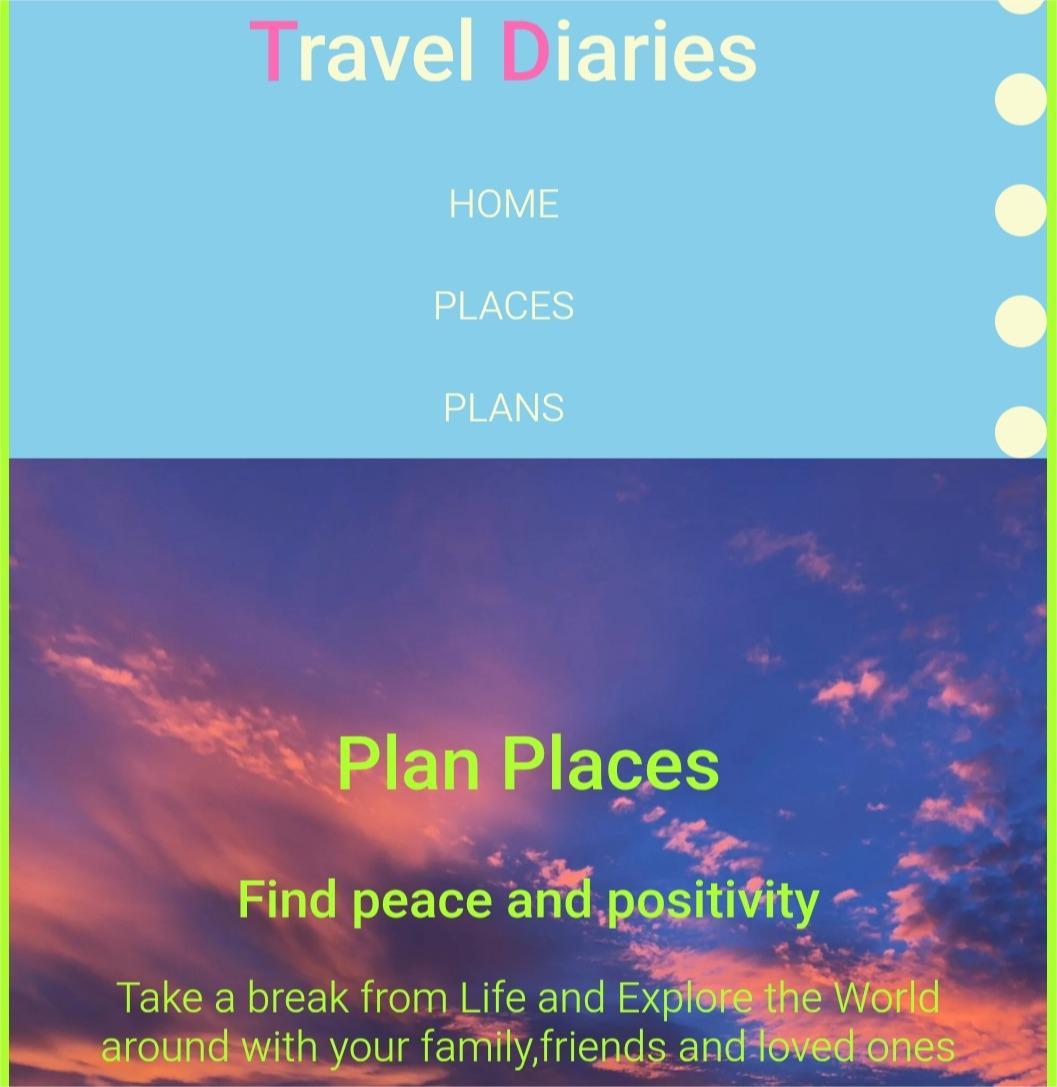 Travel Diaries
HOME
PLACES
PLANS
Plan Places
Find peace and positivity
Take a break from Life and Explore the World
around with your family,friends and loved ones